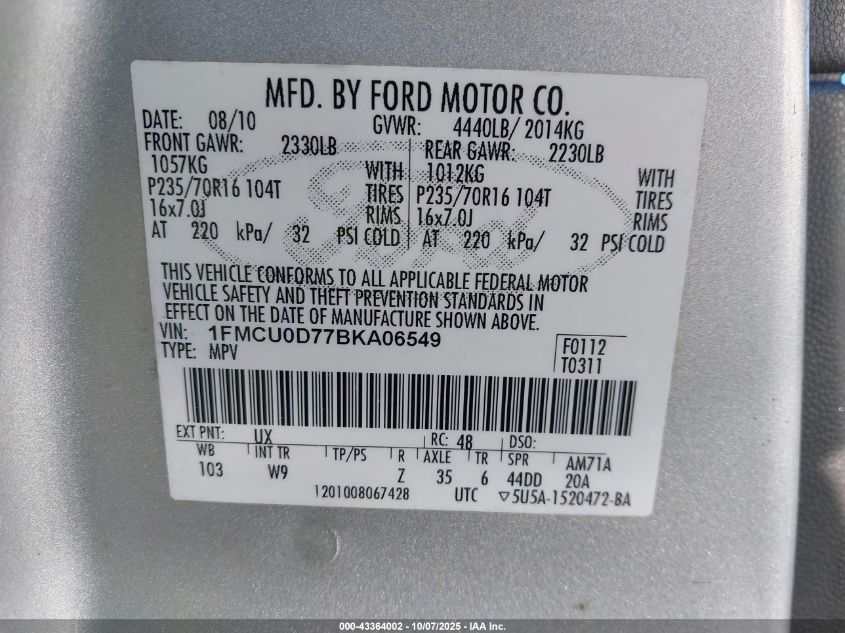 MFD. BY FORD MOTOR CO.
DATE: 08/10 GVWR: 4440LB/ 2014KG
FRONT GAWR: 2330LB REAR GAWR: 2230LB
1057KG WITH 1012KG WITH
P235/70R16 104T TIRES P235/70R16 104T TIRES
16x7.0J RIMS 16x7.0J RIMS
AT 220 kPa/ 32 PSI COLD AT 220 kPa/ 32 PSI COLD
Ford
THIS VEHICLE CONFORMS TO ALL APPLICABLE FEDERAL MOTOR
VEHICLE SAFETY AND THEFT PREVENTION STANDARDS IN
EFFECT ON THE DATE OF MANUFACTURE SHOWN ABOVE.
VIN: 1FMCU0D77BKA06549
TYPE: MPV
F0112
T0311
EXT PNT: UX RC: 48 DSO:
WB INT TR TP/PS R AXLE TR SPR AM71A
103 W9 Z 35 6 44DD 20A
1201008067428 UTC ▽5U5A-1520472-BA
000-43364002 - 10/07/2025 - IAA Inc.